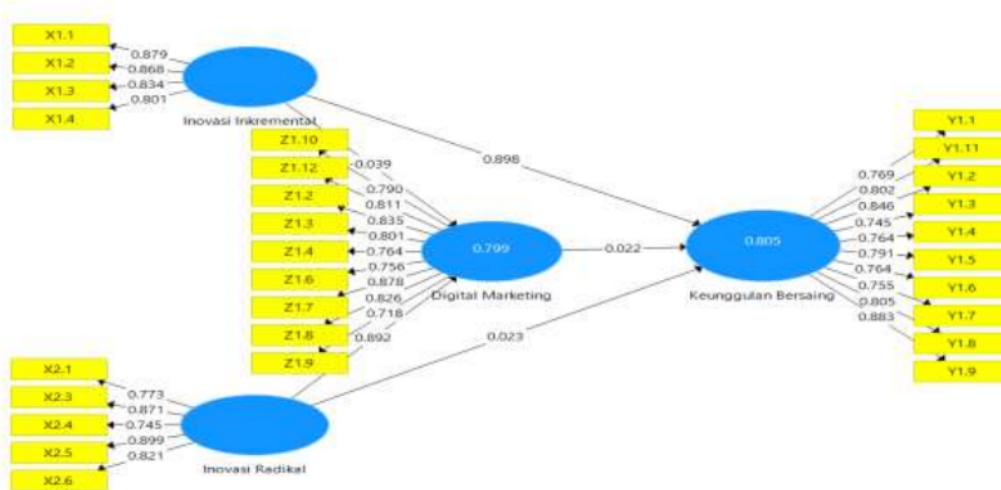 X1.1
X1.2
X1.3
X1.4
0.879
0.868
0.834
0.801
Inovasi Inkremental
0.039
0.898
Z1.10
Z1.12
Z1.2
Z1.3
Z1.4
Z1.6
Z1.7
Z1.8
Z1.9
0.790
0.811
0.835
0.801
0.764
0.756
0.878
0.826
0.718
0.892
0.799
Digital Marketing
0.022
0.023
0.805
Keunggulan Bersaing
0.769
0.802
0.846
0.745
0.764
0.791
0.764
0.755
0.805
0.883
Y1.1
Y1.11
Y1.2
Y1.3
Y1.4
Y1.5
Y1.6
Y1.7
Y1.8
Y1.9
X2.1
X2.3
X2.4
X2.5
X2.6
0.773
0.871
0.745
0.899
0.821
Inovasi Radikal